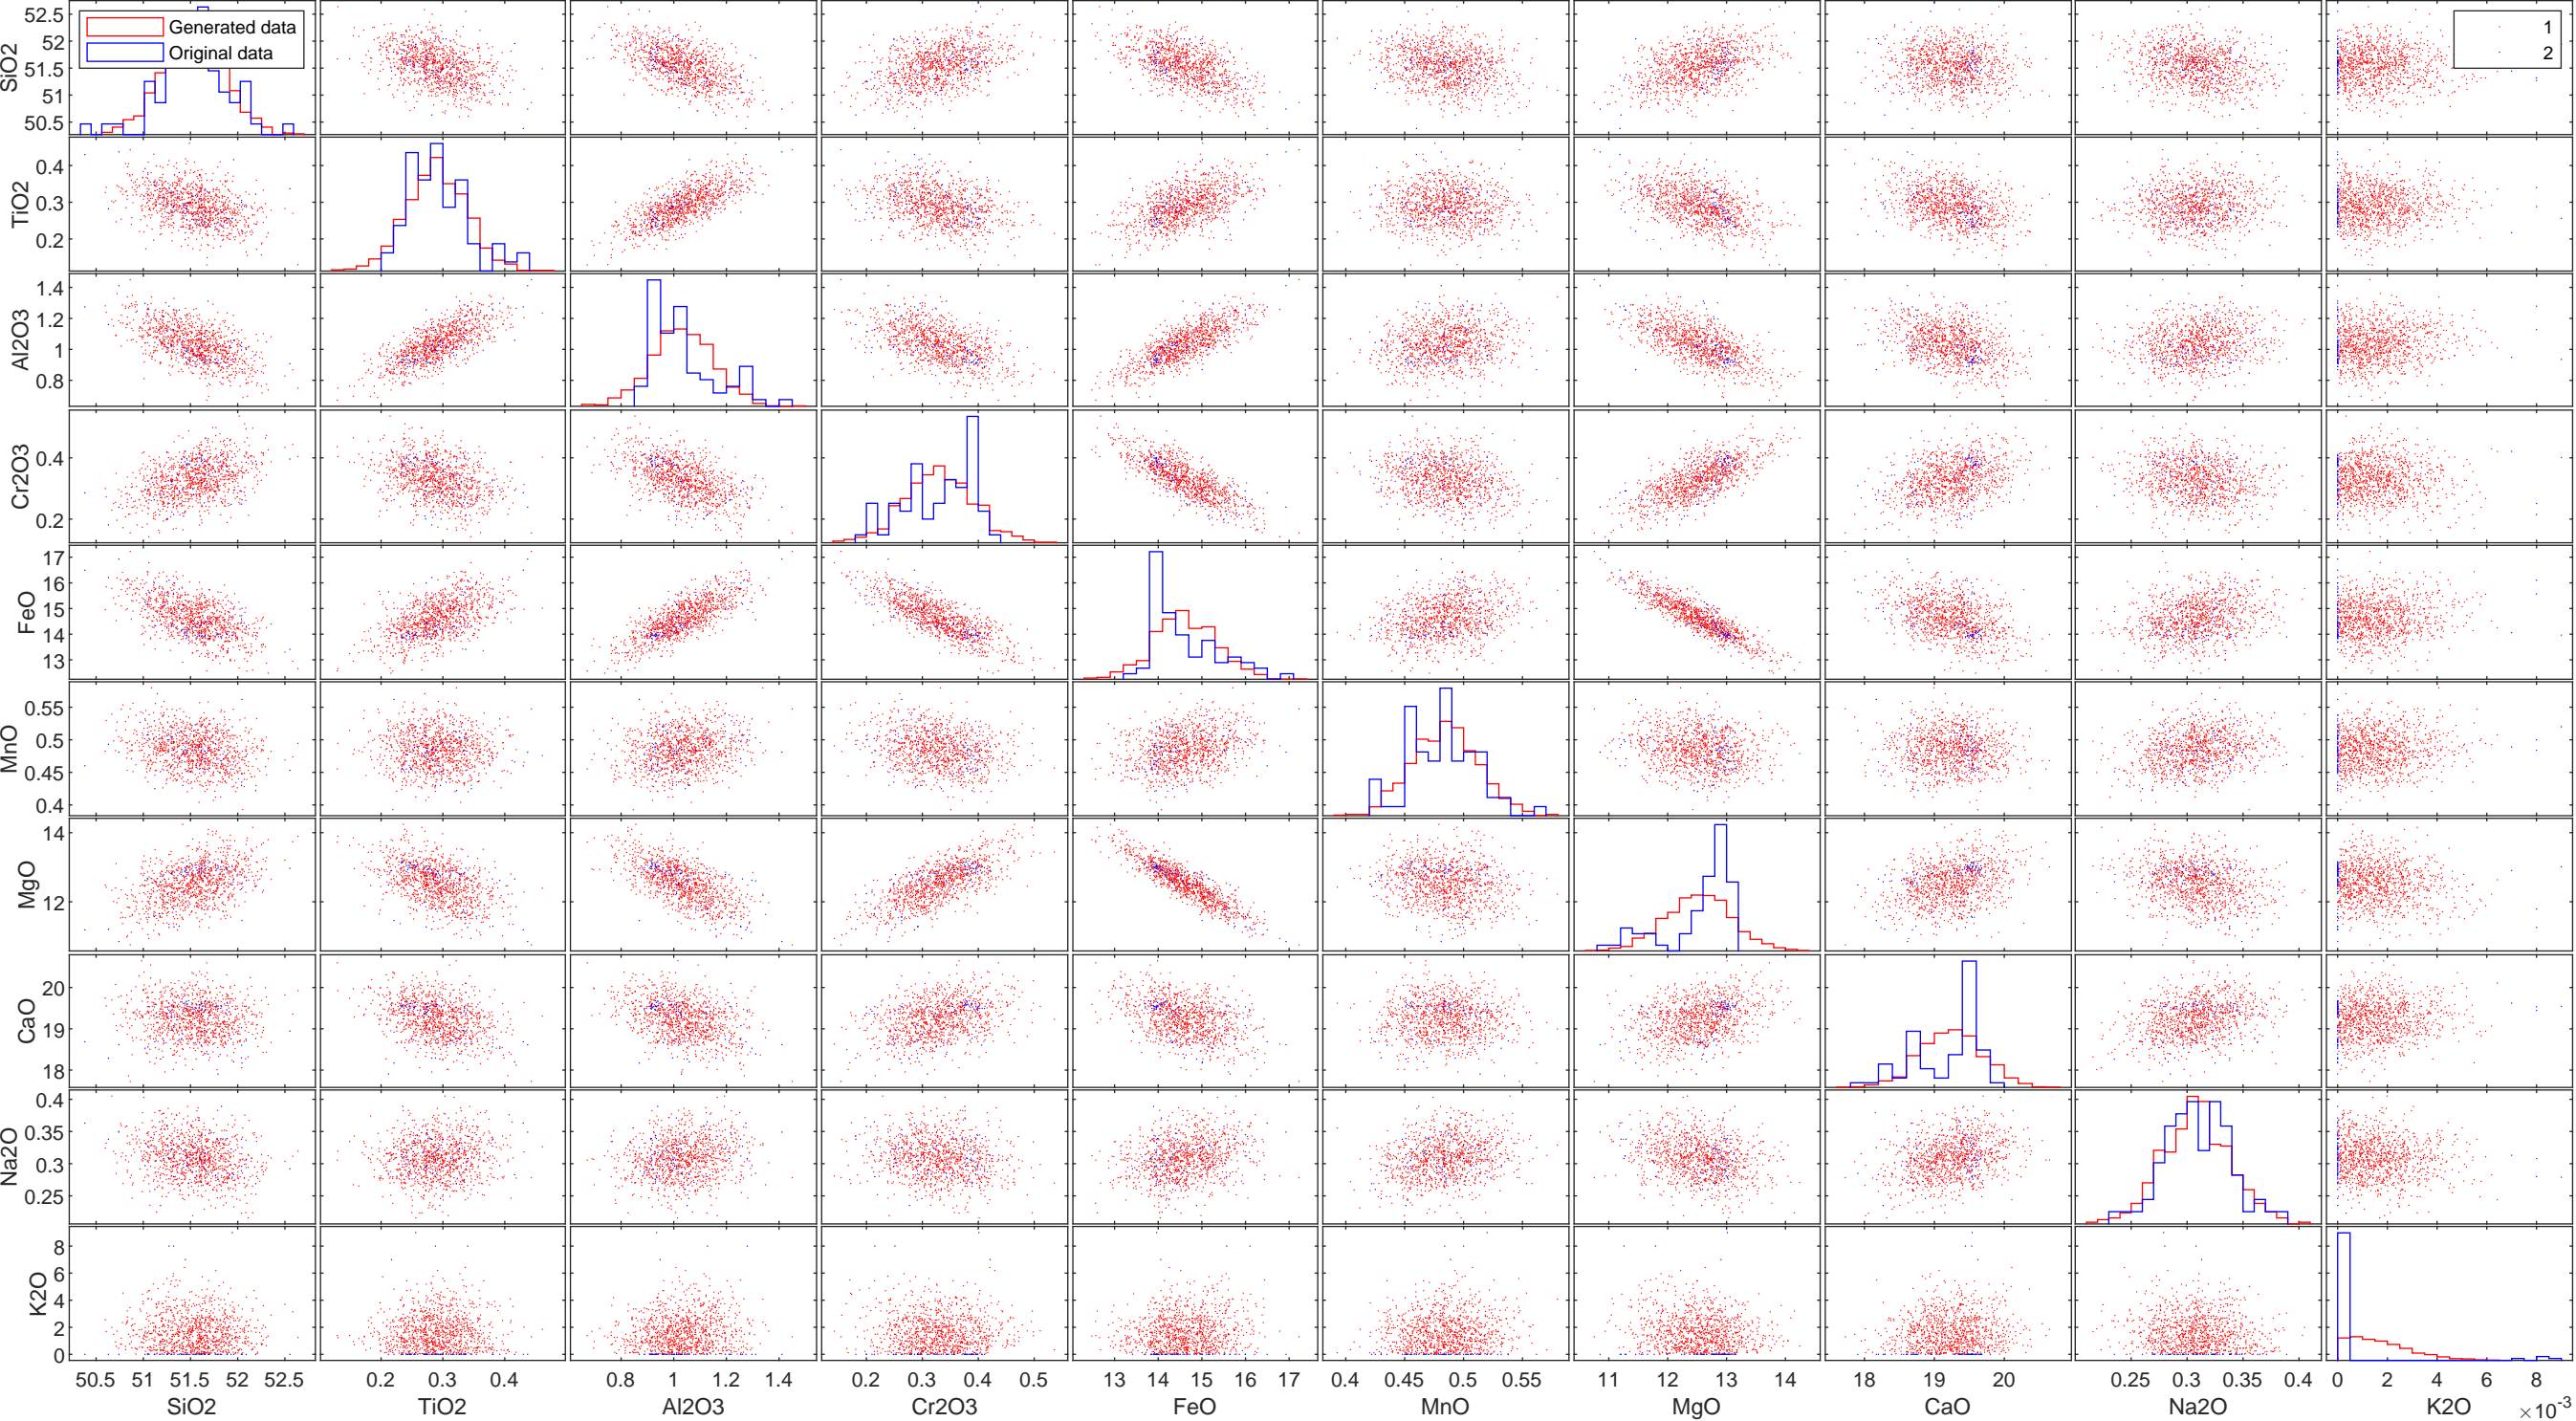 Generated data
Original data
1
2
SiO2
52.5
52
51.5
51
50.5
TiO2
0.4
0.3
0.2
Al2O3
1.4
1.2
1
0.8
Cr2O3
0.4
0.2
FeO
17
16
15
14
13
MnO
0.55
0.5
0.45
0.4
MgO
14
12
CaO
20
19
18
Na2O
0.4
0.35
0.3
0.25
K2O
8
6
4
2
0
50.5 51 51.5 52 52.5 0.2 0.3 0.4 0.8 1 1.2 1.4 0.2 0.3 0.4 0.5 13 14 15 16 17 0.4 0.45 0.5 0.55 11 12 13 14 18 19 20 0.25 0.3 0.35 0.4 0 2 4 6 8
SiO2 TiO2 Al2O3 Cr2O3 FeO MnO MgO CaO Na2O K2O ×10⁻³